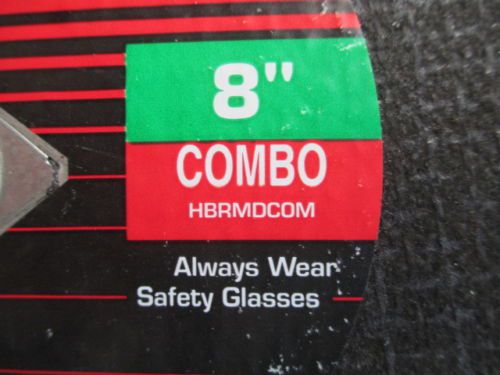 8"
COMBO
HBRMDCOM
Always Wear
Safety Glasses